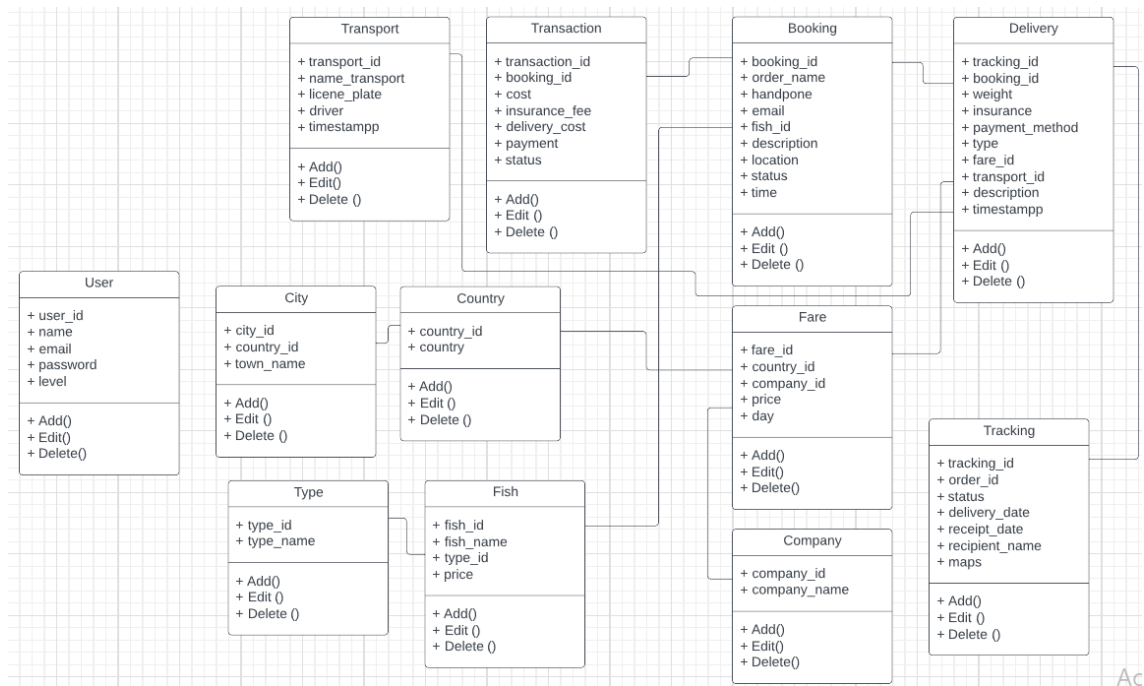 Transport
+ transport_id
+ name_transport
+ licene_plate
+ driver
+ timestampp
+ Add()
+ Edit()
+ Delete ()
Transaction
+ transaction_id
+ booking_id
+ cost
+ insurance_fee
+ delivery_cost
+ payment
+ status
+ Add()
+ Edit ()
+ Delete ()
Booking
+ booking_id
+ order_name
+ handpone
+ email
+ fish_id
+ description
+ location
+ status
+ time
+ Add()
+ Edit ()
+ Delete ()
Delivery
+ tracking_id
+ booking_id
+ weight
+ insurance
+ payment_method
+ type
+ fare_id
+ transport_id
+ description
+ timestampp
+ Add()
+ Edit ()
+ Delete ()
User
+ user_id
+ name
+ email
+ password
+ level
+ Add()
+ Edit()
+ Delete()
City
+ city_id
+ country_id
+ town_name
+ Add()
+ Edit ()
+ Delete ()
Country
+ country_id
+ country
+ Add()
+ Edit ()
+ Delete ()
Fare
+ fare_id
+ country_id
+ company_id
+ price
+ day
+ Add()
+ Edit()
+ Delete()
Tracking
+ tracking_id
+ order_id
+ status
+ delivery_date
+ receipt_date
+ recipient_name
+ maps
+ Add()
+ Edit ()
+ Delete ()
Type
+ type_id
+ type_name
+ Add()
+ Edit ()
+ Delete ()
Fish
+ fish_id
+ fish_name
+ type_id
+ price
+ Add()
+ Edit ()
+ Delete ()
Company
+ company_id
+ company_name
+ Add()
+ Edit()
+ Delete()
Ac